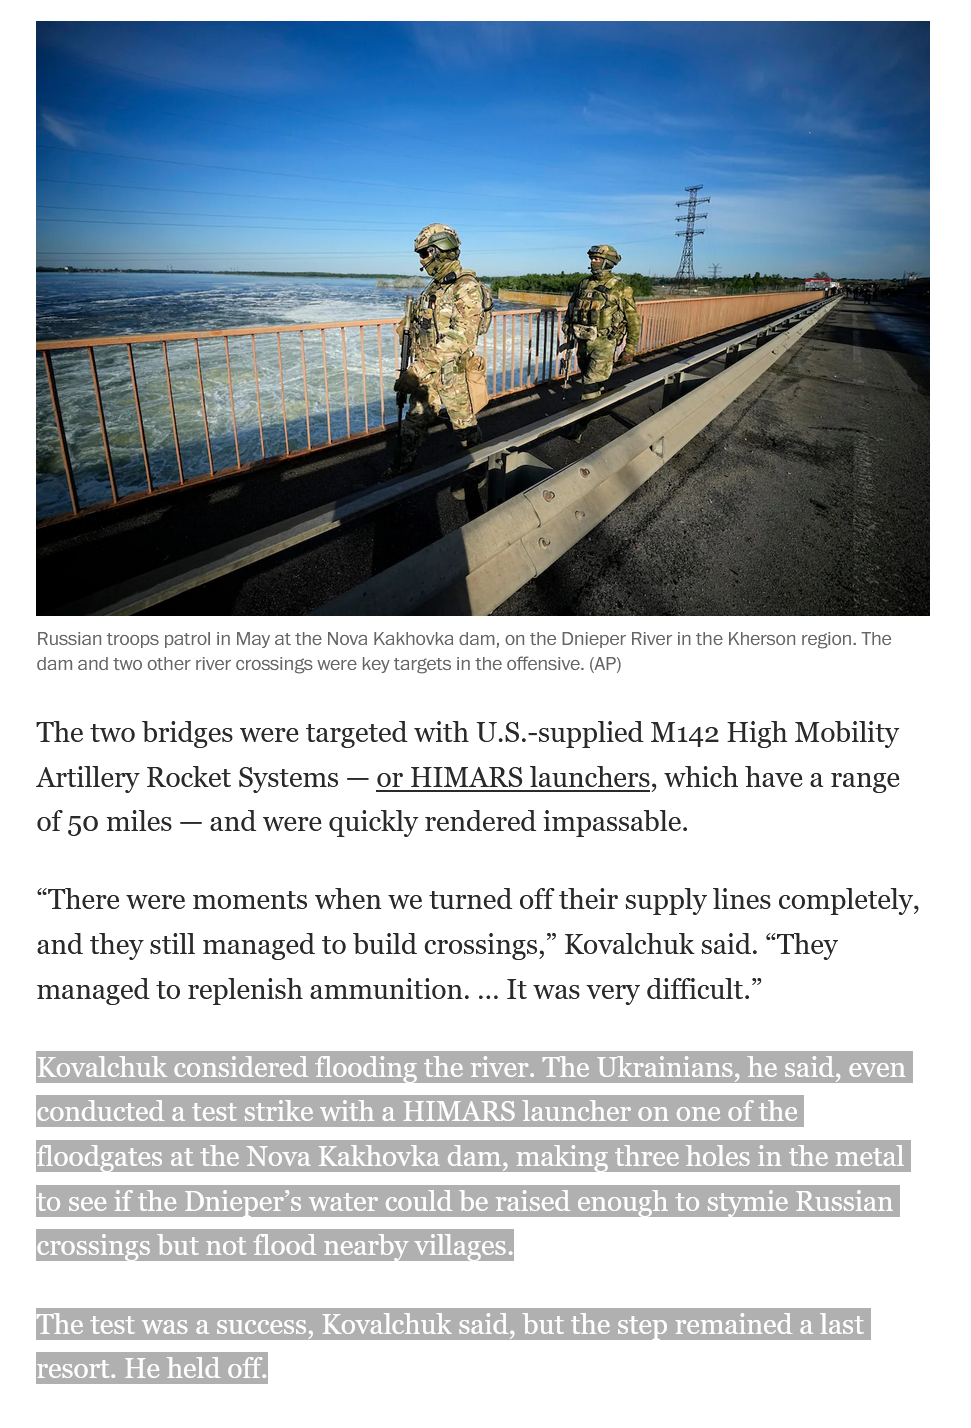 Russian troops patrol in May at the Nova Kakhovka dam, on the Dnieper River in the Kherson region. The
dam and two other river crossings were key targets in the offensive. (AP)
The two bridges were targeted with U.S.-supplied M142 High Mobility
Artillery Rocket Systems — or HIMARS launchers, which have a range
of 50 miles — and were quickly rendered impassable.
“There were moments when we turned off their supply lines completely,
and they still managed to build crossings,” Kovalchuk said. “They
managed to replenish ammunition. … It was very difficult.”
Kovalchuk considered flooding the river. The Ukrainians, he said, even
conducted a test strike with a HIMARS launcher on one of the
floodgates at the Nova Kakhovka dam, making three holes in the metal
to see if the Dnieper’s water could be raised enough to stymie Russian
crossings but not flood nearby villages.
The test was a success, Kovalchuk said, but the step remained a last
resort. He held off.